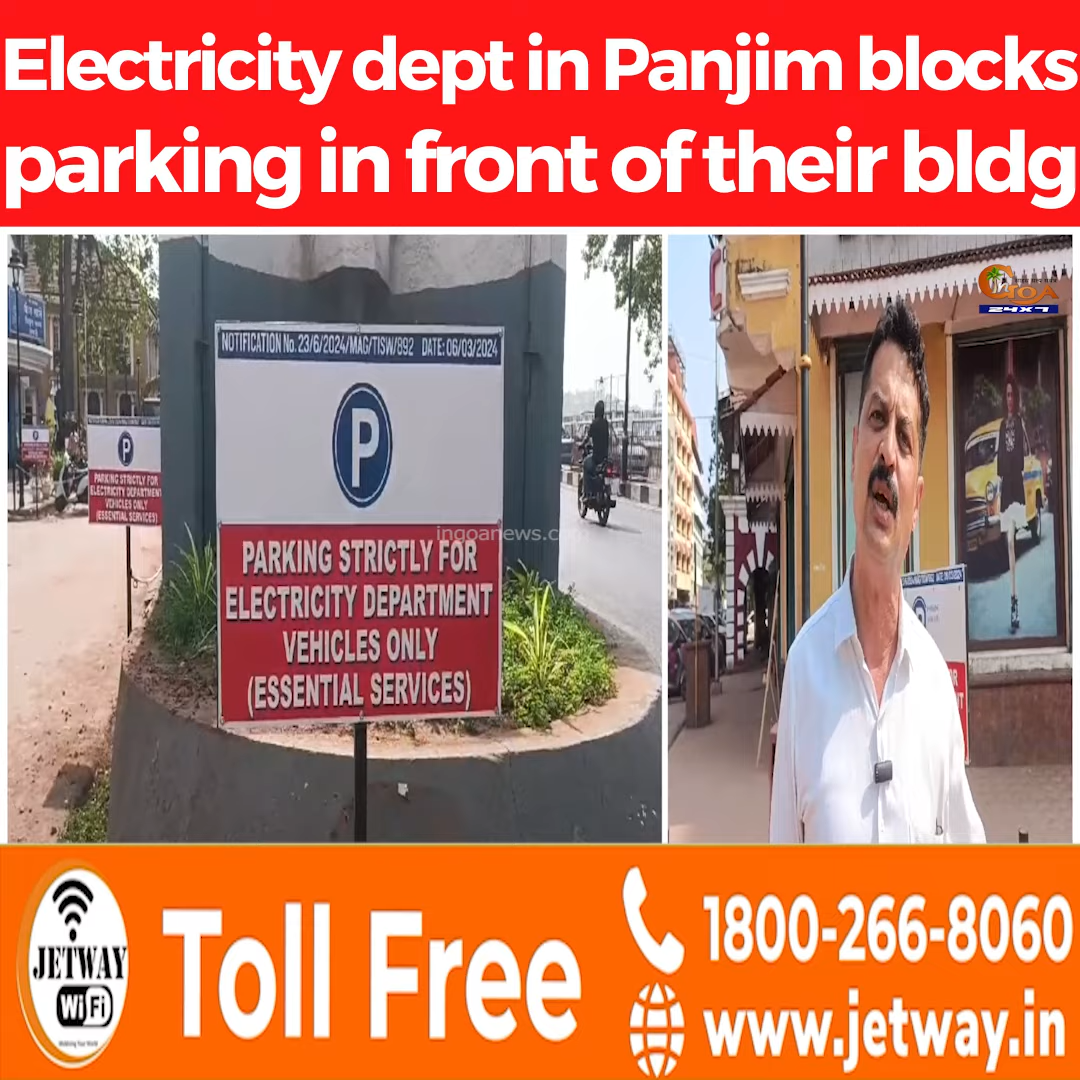 Electricity dept in Panjim blocks
parking in front of their bldg
GOA
24X7
NOTIFICATION No. 23/6/2024/MAG/TISW/892 DATE: 06/03/2024
P
PARKING STRICTLY FOR
ELECTRICITY DEPARTMENT
VEHICLES ONLY
(ESSENTIAL SERVICES)
P
PARKING STRICTLY FOR
ELECTRICITY DEPARTMENT
VEHICLES ONLY
(ESSENTIAL SERVICES)
ingoanews.com
JETWAY
WiFi
Toll Free
1800-266-8060
www.jetway.in